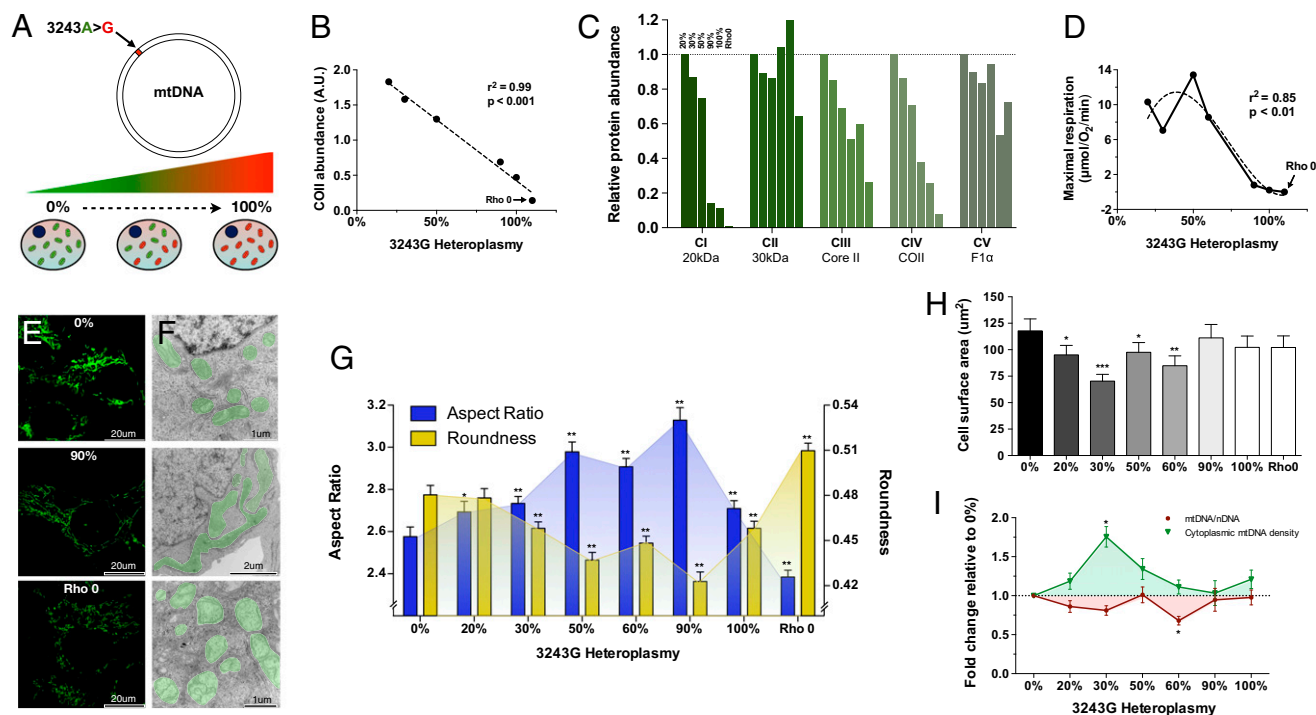 A
3243A>G
mtDNA
0%
100%
B
COII abundance (A.U.)
2.0
1.5
1.0
0.5
0.0
r² = 0.99
p < 0.001
Rho 0
0%
50%
100%
3243G Heteroplasmy
C
Relative protein abundance
1.2
1.0
0.8
0.6
0.4
0.2
0.0
20%
30%
50%
90%
100%
Rho0
CI
20kDa
CII
30kDa
CIII
Core II
CIV
COII
CV
F1α
D
Maximal respiration
(μmol/O₂/min)
14
10
6
2
-2
r² = 0.85
p < 0.01
Rho 0
0%
50%
100%
3243G Heteroplasmy
E
0%
20um
90%
20um
Rho 0
20um
F
1um
2um
1um
G
Aspect Ratio
3.2
3.0
2.8
2.6
2.4
Aspect Ratio
Roundness
*
**
**
**
**
**
**
**
**
**
**
**
**
**
0.54
0.51
0.48
0.45
0.42
Roundness
0%
20%
30%
50%
60%
90%
100%
Rho 0
3243G Heteroplasmy
H
Cell surface area (um²)
150
125
100
75
50
25
0
*
***
*
**
0%
20%
30%
50%
60%
90%
100%
Rho0
I
Fold change relative to 0%
2.0
1.5
1.0
0.5
0.0
mtDNA/nDNA
Cytoplasmic mtDNA density
*
*
0%
20%
30%
50%
60%
90%
100%
3243G Heteroplasmy